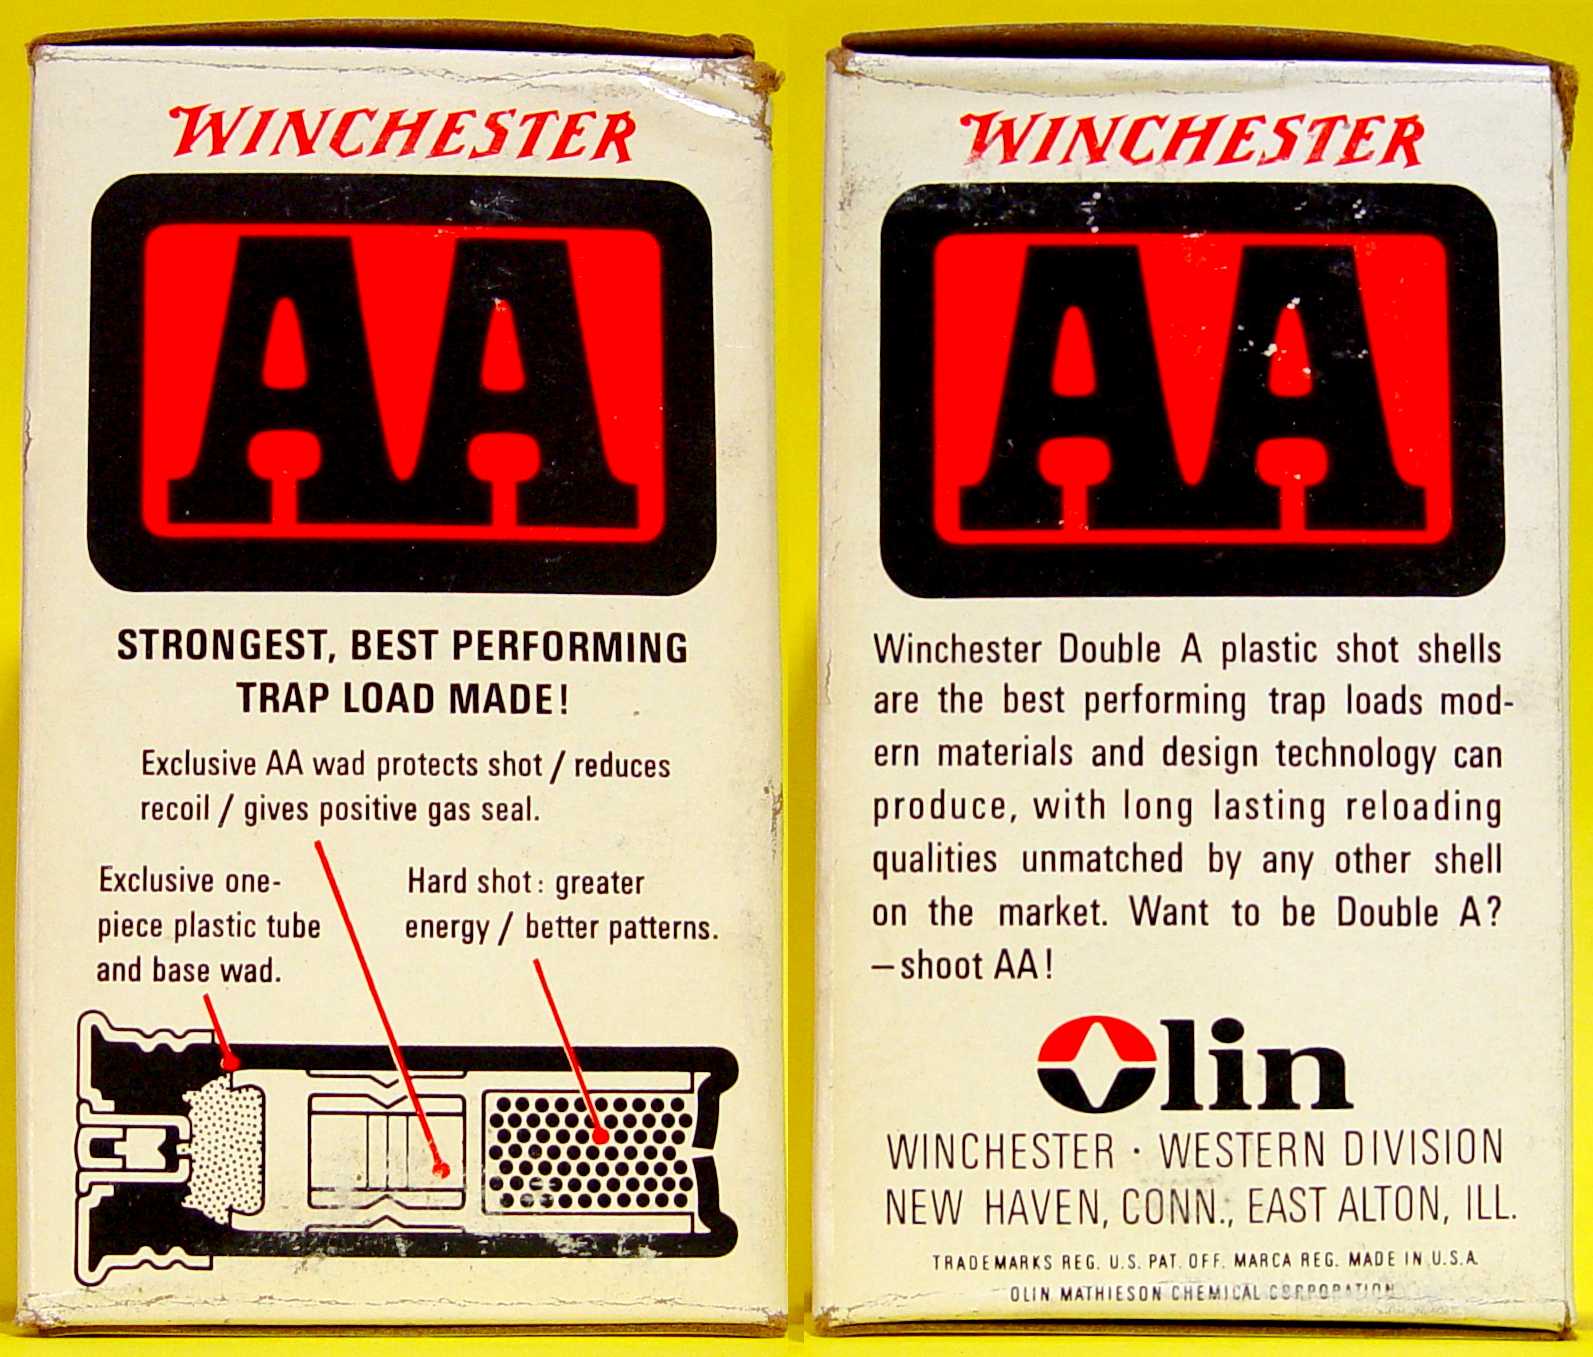 WINCHESTER
AA
STRONGEST, BEST PERFORMING
TRAP LOAD MADE!
Exclusive AA wad protects shot / reduces
recoil / gives positive gas seal.
Exclusive one-
piece plastic tube
and base wad.
Hard shot: greater
energy / better patterns.
WINCHESTER
AA
Winchester Double A plastic shot shells
are the best performing trap loads mod-
ern materials and design technology can
produce, with long lasting reloading
qualities unmatched by any other shell
on the market. Want to be Double A?
–shoot AA!
Olin
WINCHESTER · WESTERN DIVISION
NEW HAVEN, CONN., EAST ALTON, ILL.
TRADEMARKS REG. U.S. PAT. OFF. MARCA REG. MADE IN U.S.A.
OLIN MATHIESON CHEMICAL CORPORATION